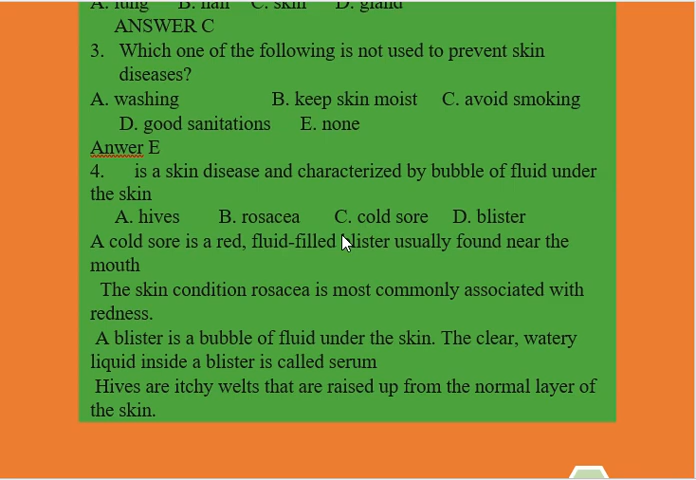 A. lung B. hair C. skin D. gland
ANSWER C
3. Which one of the following is not used to prevent skin
diseases?
A. washing B. keep skin moist C. avoid smoking
D. good sanitations E. none
Anwer E
4. is a skin disease and characterized by bubble of fluid under
the skin
A. hives B. rosacea C. cold sore D. blister
A cold sore is a red, fluid-filled blister usually found near the
mouth
The skin condition rosacea is most commonly associated with
redness.
A blister is a bubble of fluid under the skin. The clear, watery
liquid inside a blister is called serum
Hives are itchy welts that are raised up from the normal layer of
the skin.